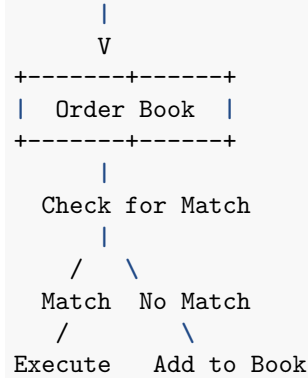 |
V
+-------+------+
| Order Book |
+-------+------+
|
Check for Match
|
/ \
Match No Match
/ \
Execute Add to Book